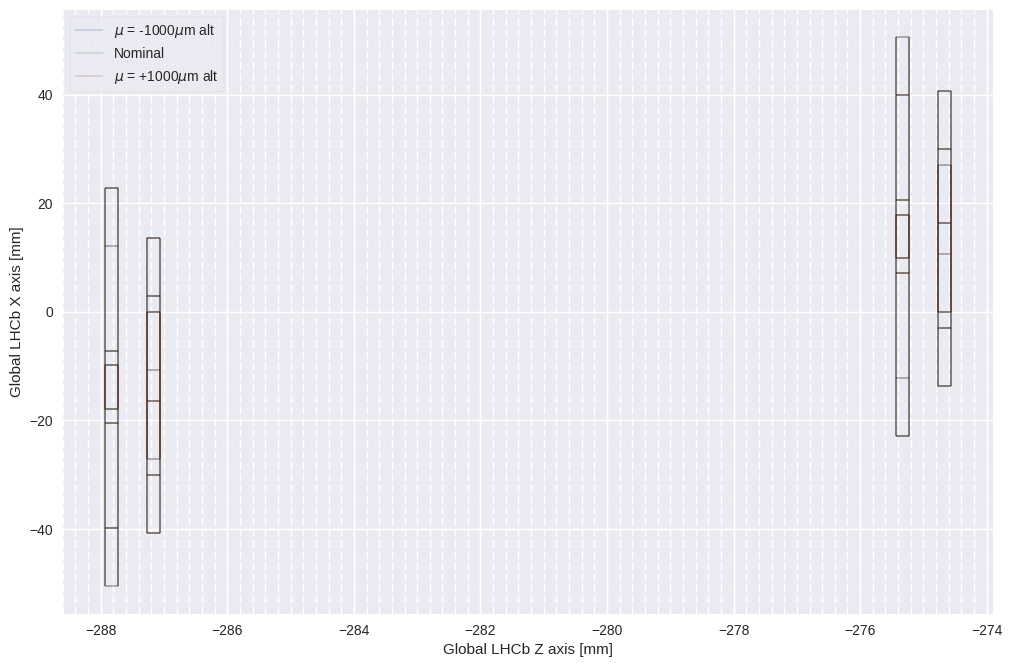 μ = -1000μm alt
Nominal
μ = +1000μm alt
Global LHCb X axis [mm]
40
20
0
−20
−40
−288 −286 −284 −282 −280 −278 −276 −274
Global LHCb Z axis [mm]